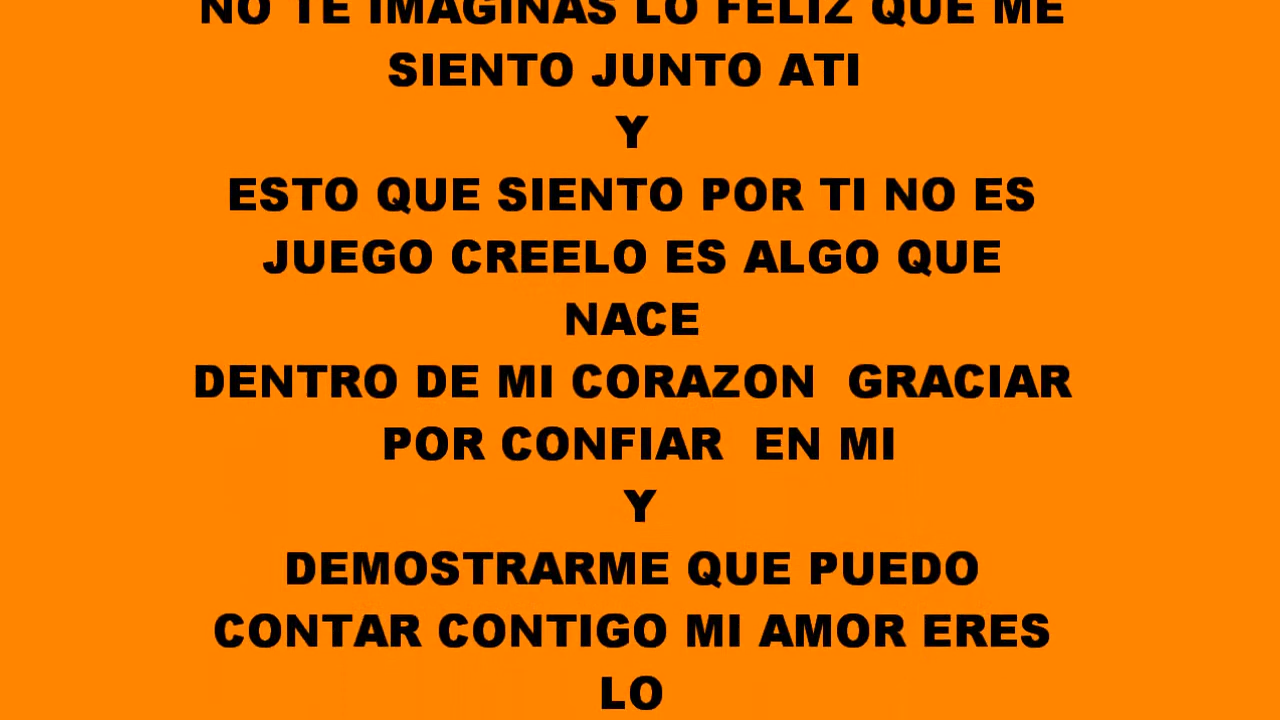 NO TE IMAGINAS LO FELIZ QUE ME
SIENTO JUNTO ATI
Y
ESTO QUE SIENTO POR TI NO ES
JUEGO CREELO ES ALGO QUE
NACE
DENTRO DE MI CORAZON  GRACIAR
POR CONFIAR  EN MI
Y
DEMOSTRARME QUE PUEDO
CONTAR CONTIGO MI AMOR ERES
LO